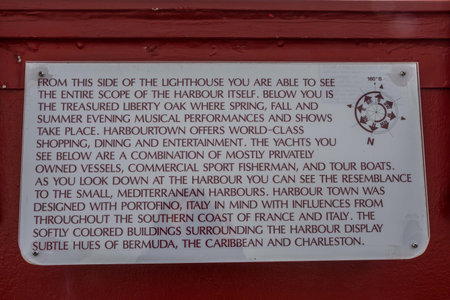 FROM THIS SIDE OF THE LIGHTHOUSE YOU ARE ABLE TO SEE
THE ENTIRE SCOPE OF THE HARBOUR ITSELF. BELOW YOU IS
THE TREASURED LIBERTY OAK WHERE SPRING, FALL AND
SUMMER EVENING MUSICAL PERFORMANCES AND SHOWS
TAKE PLACE. HARBOURTOWN OFFERS WORLD-CLASS
SHOPPING, DINING AND ENTERTAINMENT. THE YACHTS YOU
SEE BELOW ARE A COMBINATION OF MOSTLY PRIVATELY
OWNED VESSELS, COMMERCIAL SPORT FISHERMAN, AND TOUR BOATS.
AS YOU LOOK DOWN AT THE HARBOUR YOU CAN SEE THE RESEMBLANCE
TO THE SMALL, MEDITERRANEAN HARBOURS. HARBOUR TOWN WAS
DESIGNED WITH PORTOFINO, ITALY IN MIND WITH INFLUENCES FROM
THROUGHOUT THE SOUTHERN COAST OF FRANCE AND ITALY. THE
SOFTLY COLORED BUILDINGS SURROUNDING THE HARBOUR DISPLAY
SUBTLE HUES OF BERMUDA, THE CARIBBEAN AND CHARLESTON.
160°S
N